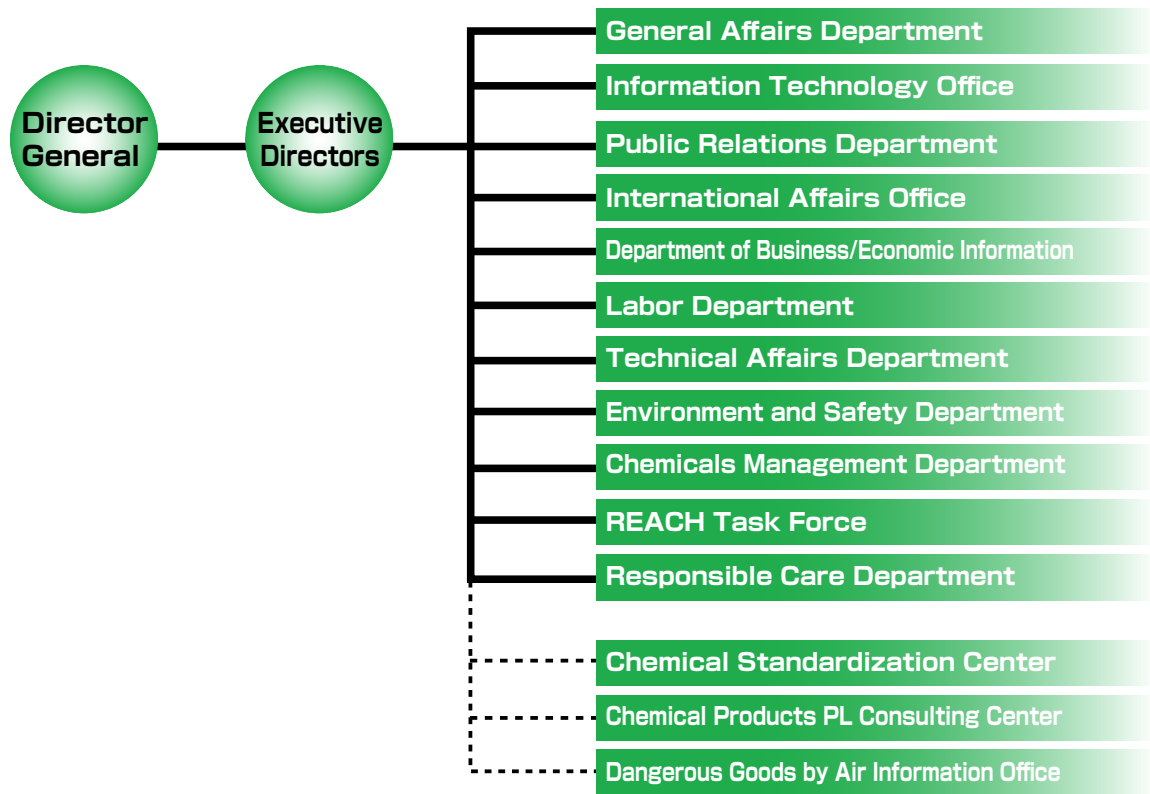 Director
General
Executive
Directors
General Affairs Department
Information Technology Office
Public Relations Department
International Affairs Office
Department of Business/Economic Information
Labor Department
Technical Affairs Department
Environment and Safety Department
Chemicals Management Department
REACH Task Force
Responsible Care Department
Chemical Standardization Center
Chemical Products PL Consulting Center
Dangerous Goods by Air Information Office